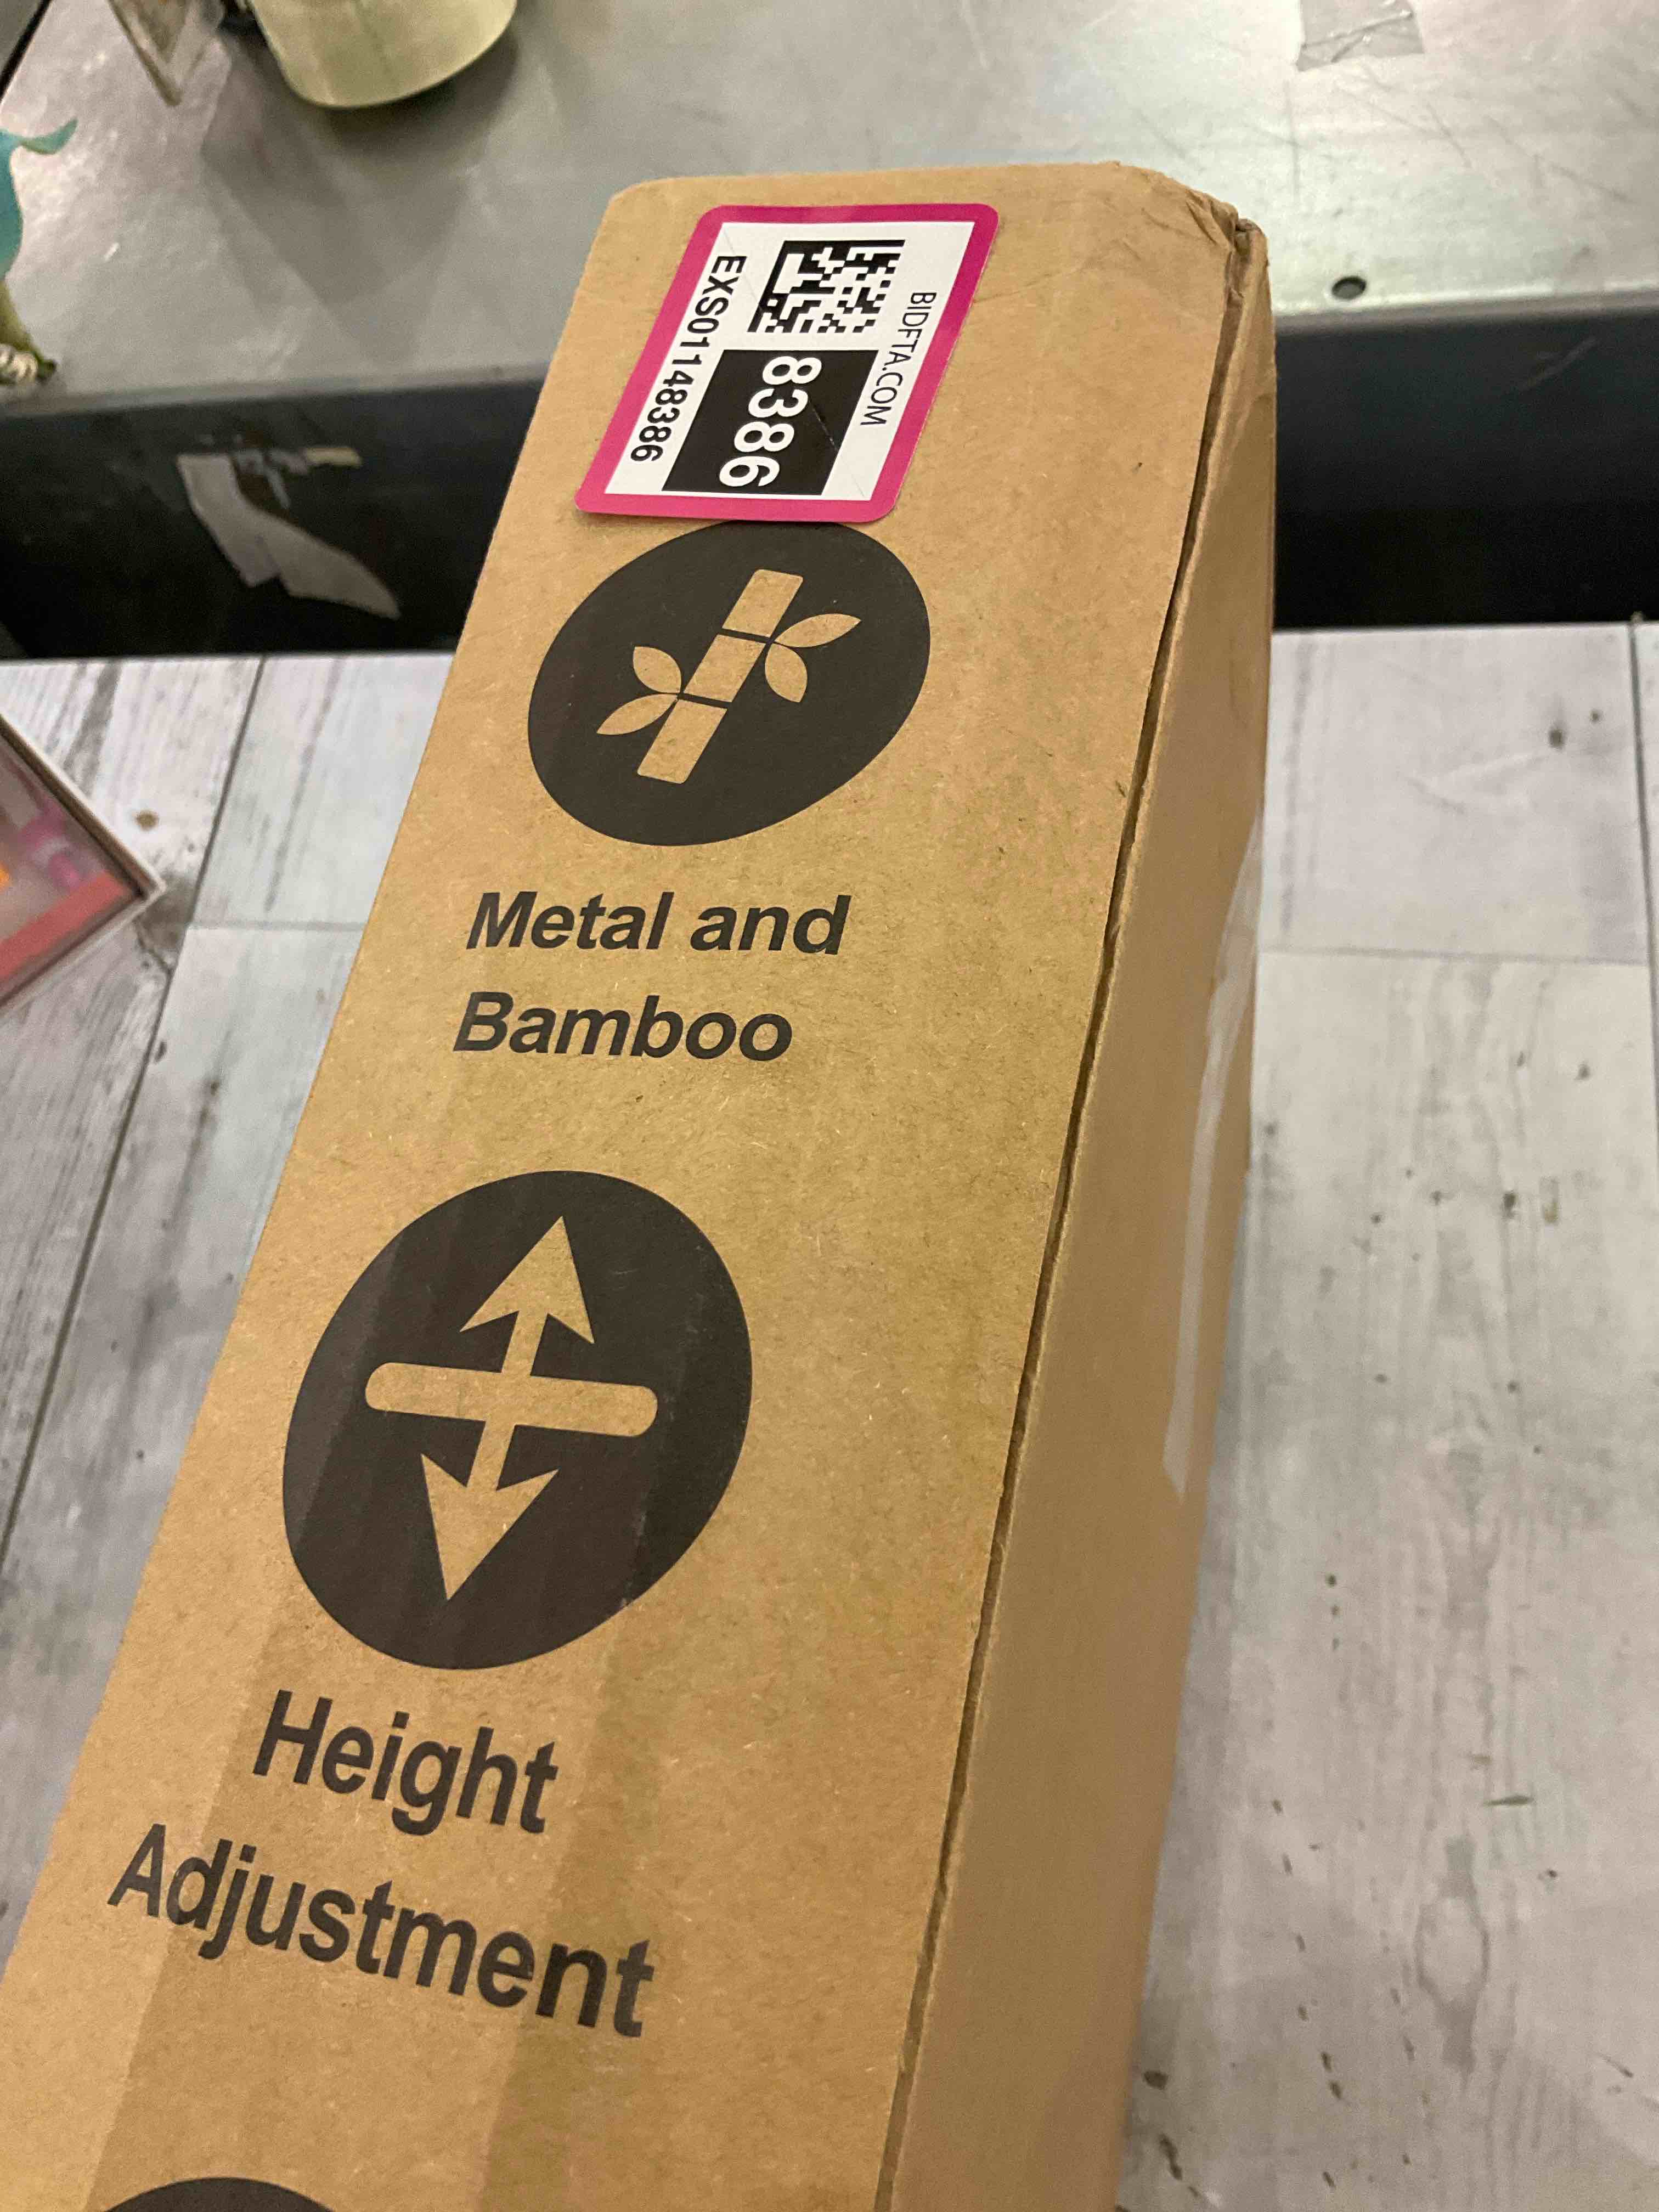 BIDFTA.COM
8386
EXS01148386
Metal and
Bamboo
Height
Adjustment